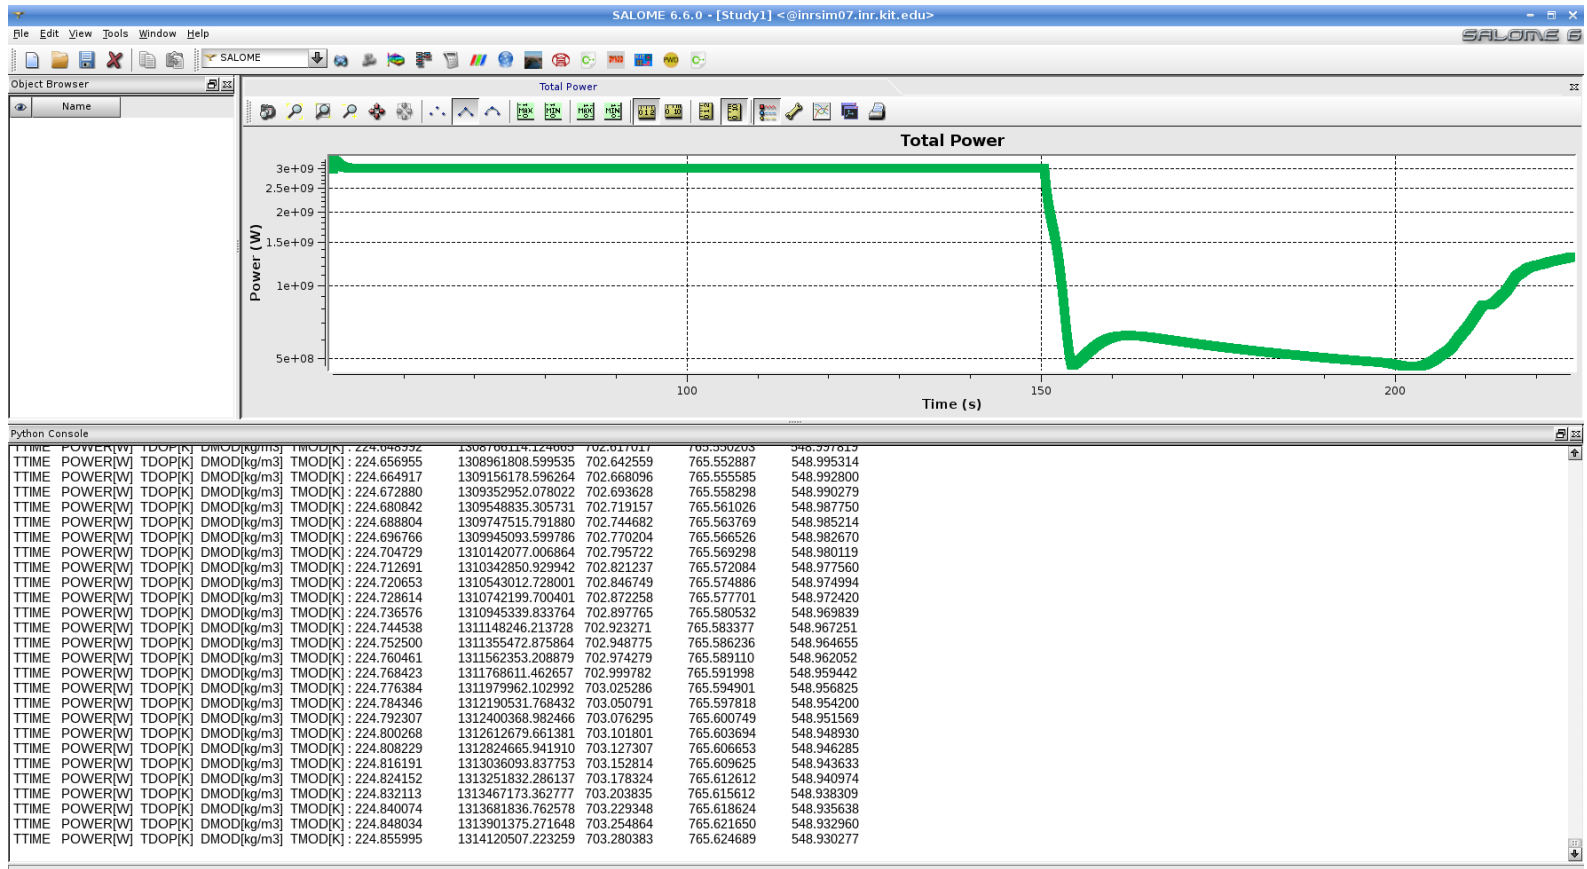 SALOME 6.6.0 - [Study1] <@inrsim07.inr.kit.edu>
File Edit View Tools Window Help
SALOME 6
SALOME
Object Browser
Name
Total Power
Total Power
3e+09
2.5e+09
2e+09
1.5e+09
1e+09
5e+08
Power (W)
100 150 200
Time (s)
Python Console
TTIME POWER[W] TDOP[K] DMOD[kg/m3] TMOD[K] : 224.648992 1308766114.124665 702.617017 765.550203 548.997819
TTIME POWER[W] TDOP[K] DMOD[kg/m3] TMOD[K] : 224.656955 1308961808.599535 702.642559 765.552887 548.995314
TTIME POWER[W] TDOP[K] DMOD[kg/m3] TMOD[K] : 224.664917 1309156178.596264 702.668096 765.555585 548.992800
TTIME POWER[W] TDOP[K] DMOD[kg/m3] TMOD[K] : 224.672880 1309352952.078022 702.693628 765.558298 548.990279
TTIME POWER[W] TDOP[K] DMOD[kg/m3] TMOD[K] : 224.680842 1309548835.305731 702.719157 765.561026 548.987750
TTIME POWER[W] TDOP[K] DMOD[kg/m3] TMOD[K] : 224.688804 1309747515.791880 702.744682 765.563769 548.985214
TTIME POWER[W] TDOP[K] DMOD[kg/m3] TMOD[K] : 224.696766 1309945093.599786 702.770204 765.566526 548.982670
TTIME POWER[W] TDOP[K] DMOD[kg/m3] TMOD[K] : 224.704729 1310142077.006864 702.795722 765.569298 548.980119
TTIME POWER[W] TDOP[K] DMOD[kg/m3] TMOD[K] : 224.712691 1310342850.929942 702.821237 765.572084 548.977560
TTIME POWER[W] TDOP[K] DMOD[kg/m3] TMOD[K] : 224.720653 1310543012.728001 702.846749 765.574886 548.974994
TTIME POWER[W] TDOP[K] DMOD[kg/m3] TMOD[K] : 224.728614 1310742199.700401 702.872258 765.577701 548.972420
TTIME POWER[W] TDOP[K] DMOD[kg/m3] TMOD[K] : 224.736576 1310945339.833764 702.897765 765.580532 548.969839
TTIME POWER[W] TDOP[K] DMOD[kg/m3] TMOD[K] : 224.744538 1311148246.213728 702.923271 765.583377 548.967251
TTIME POWER[W] TDOP[K] DMOD[kg/m3] TMOD[K] : 224.752500 1311355472.875864 702.948775 765.586236 548.964655
TTIME POWER[W] TDOP[K] DMOD[kg/m3] TMOD[K] : 224.760461 1311562353.208879 702.974279 765.589110 548.962052
TTIME POWER[W] TDOP[K] DMOD[kg/m3] TMOD[K] : 224.768423 1311768611.462657 702.999782 765.591998 548.959442
TTIME POWER[W] TDOP[K] DMOD[kg/m3] TMOD[K] : 224.776384 1311979962.102992 703.025286 765.594901 548.956825
TTIME POWER[W] TDOP[K] DMOD[kg/m3] TMOD[K] : 224.784346 1312190531.768432 703.050791 765.597818 548.954200
TTIME POWER[W] TDOP[K] DMOD[kg/m3] TMOD[K] : 224.792307 1312400368.982466 703.076295 765.600749 548.951569
TTIME POWER[W] TDOP[K] DMOD[kg/m3] TMOD[K] : 224.800268 1312612679.661381 703.101801 765.603694 548.948930
TTIME POWER[W] TDOP[K] DMOD[kg/m3] TMOD[K] : 224.808229 1312824665.941910 703.127307 765.606653 548.946285
TTIME POWER[W] TDOP[K] DMOD[kg/m3] TMOD[K] : 224.816191 1313036093.837753 703.152814 765.609625 548.943633
TTIME POWER[W] TDOP[K] DMOD[kg/m3] TMOD[K] : 224.824152 1313251832.286137 703.178324 765.612612 548.940974
TTIME POWER[W] TDOP[K] DMOD[kg/m3] TMOD[K] : 224.832113 1313467173.362777 703.203835 765.615612 548.938309
TTIME POWER[W] TDOP[K] DMOD[kg/m3] TMOD[K] : 224.840074 1313681836.762578 703.229348 765.618624 548.935638
TTIME POWER[W] TDOP[K] DMOD[kg/m3] TMOD[K] : 224.848034 1313901375.271648 703.254864 765.621650 548.932960
TTIME POWER[W] TDOP[K] DMOD[kg/m3] TMOD[K] : 224.855995 1314120507.223259 703.280383 765.624689 548.930277